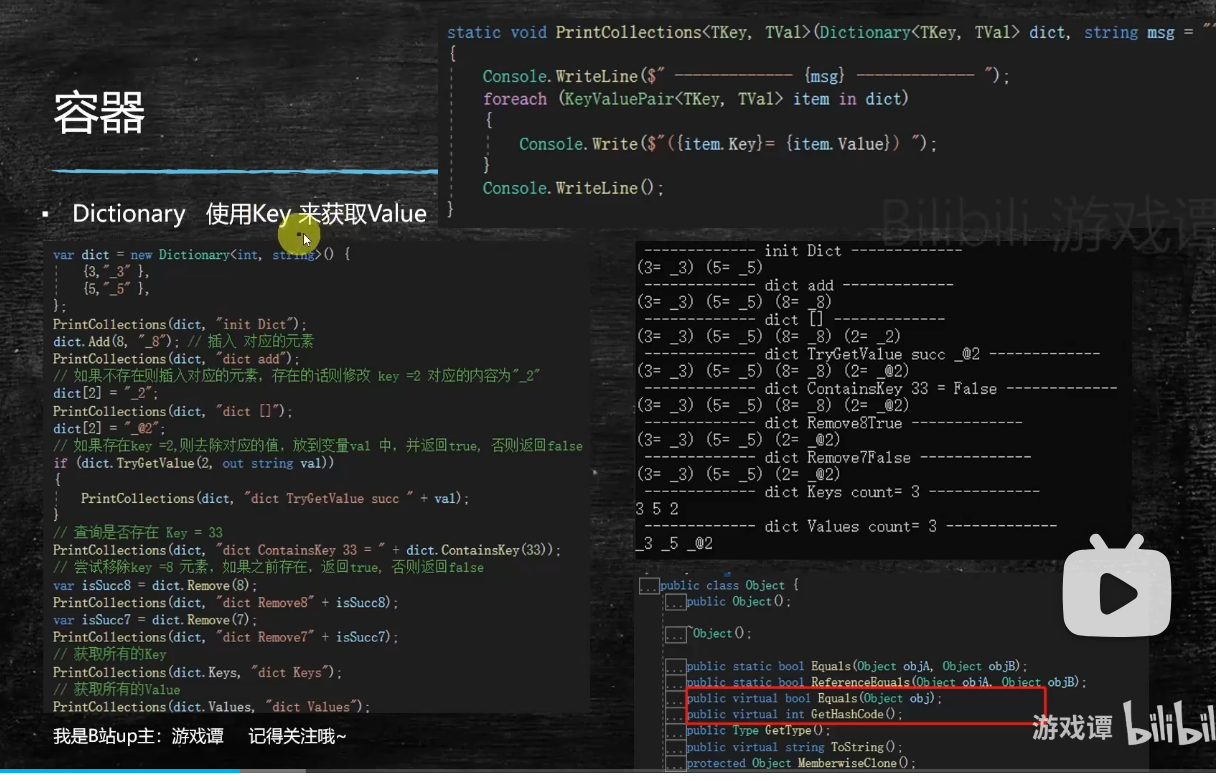 static void PrintCollections<TKey, TVal>(Dictionary<TKey, TVal> dict, string msg = ""
{
Console.WriteLine($" ------------- {msg} ------------- ");
foreach (KeyValuePair<TKey, TVal> item in dict)
{
Console.Write($"({item.Key}= {item.Value}) ");
}
Console.WriteLine();
}
容器
▪ Dictionary 使用Key 来获取Value
var dict = new Dictionary<int, string>() {
{3,"_3" },
{5,"_5" },
};
PrintCollections(dict, "init Dict");
dict.Add(8, "_8"); // 插入 对应的元素
PrintCollections(dict, "dict add");
// 如果不存在则插入对应的元素，存在的话则修改 key =2 对应的内容为"_2"
dict[2] = "_2";
PrintCollections(dict, "dict []");
dict[2] = "_@2";
// 如果存在key =2,则去除对应的值，放到变量val 中，并返回true, 否则返回false
if (dict.TryGetValue(2, out string val))
{
PrintCollections(dict, "dict TryGetValue succ " + val);
}
// 查询是否存在 Key = 33
PrintCollections(dict, "dict ContainsKey 33 = " + dict.ContainsKey(33));
// 尝试移除key =8 元素，如果之前存在，返回true, 否则返回false
var isSucc8 = dict.Remove(8);
PrintCollections(dict, "dict Remove8" + isSucc8);
var isSucc7 = dict.Remove(7);
PrintCollections(dict, "dict Remove7" + isSucc7);
// 获取所有的Key
PrintCollections(dict.Keys, "dict Keys");
// 获取所有的Value
PrintCollections(dict.Values, "dict Values");
我是B站up主：游戏谭 记得关注哦~
Bilibili 游戏谭
------------- init Dict -------------
(3= _3) (5= _5)
------------- dict add -------------
(3= _3) (5= _5) (8= _8)
------------- dict [] -------------
(3= _3) (5= _5) (8= _8) (2= _2)
------------- dict TryGetValue succ _@2 -------------
(3= _3) (5= _5) (8= _8) (2= _@2)
------------- dict ContainsKey 33 = False -------------
(3= _3) (5= _5) (8= _8) (2= _@2)
------------- dict Remove8True -------------
(3= _3) (5= _5) (2= _@2)
------------- dict Remove7False -------------
(3= _3) (5= _5) (2= _@2)
------------- dict Keys count= 3 -------------
3 5 2
------------- dict Values count= 3 -------------
_3 _5 _@2
...public class Object {
...public Object();
...~Object();
...public static bool Equals(Object objA, Object objB);
...public static bool ReferenceEquals(Object objA, Object objB);
...public virtual bool Equals(Object obj);
...public virtual int GetHashCode();
...public Type GetType();
...public virtual string ToString();
...protected Object MemberwiseClone();
游戏谭 bilibil